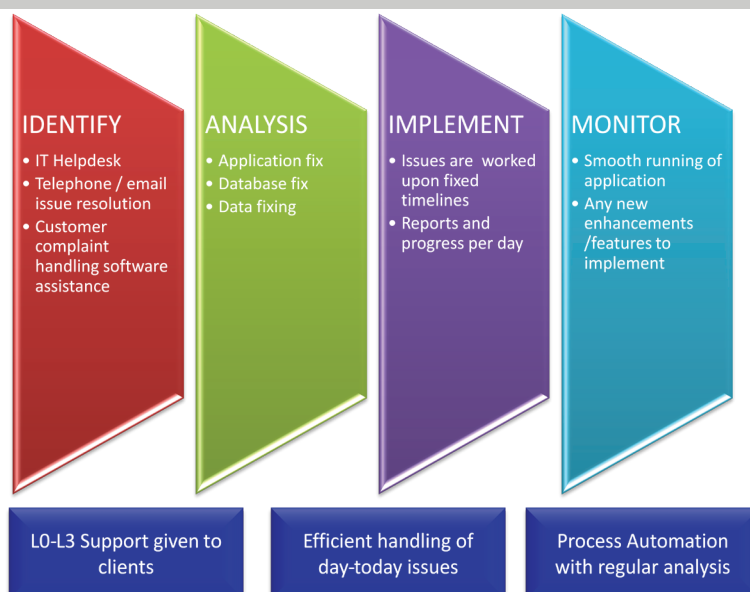 IDENTIFY
• IT Helpdesk
• Telephone / email
issue resolution
• Customer
complaint
handling software
assistance
ANALYSIS
• Application fix
• Database fix
• Data fixing
IMPLEMENT
• Issues are worked
upon fixed
timelines
• Reports and
progress per day
MONITOR
• Smooth running of
application
• Any new
enhancements
/features to
implement
L0-L3 Support given to
clients
Efficient handling of
day-today issues
Process Automation
with regular analysis